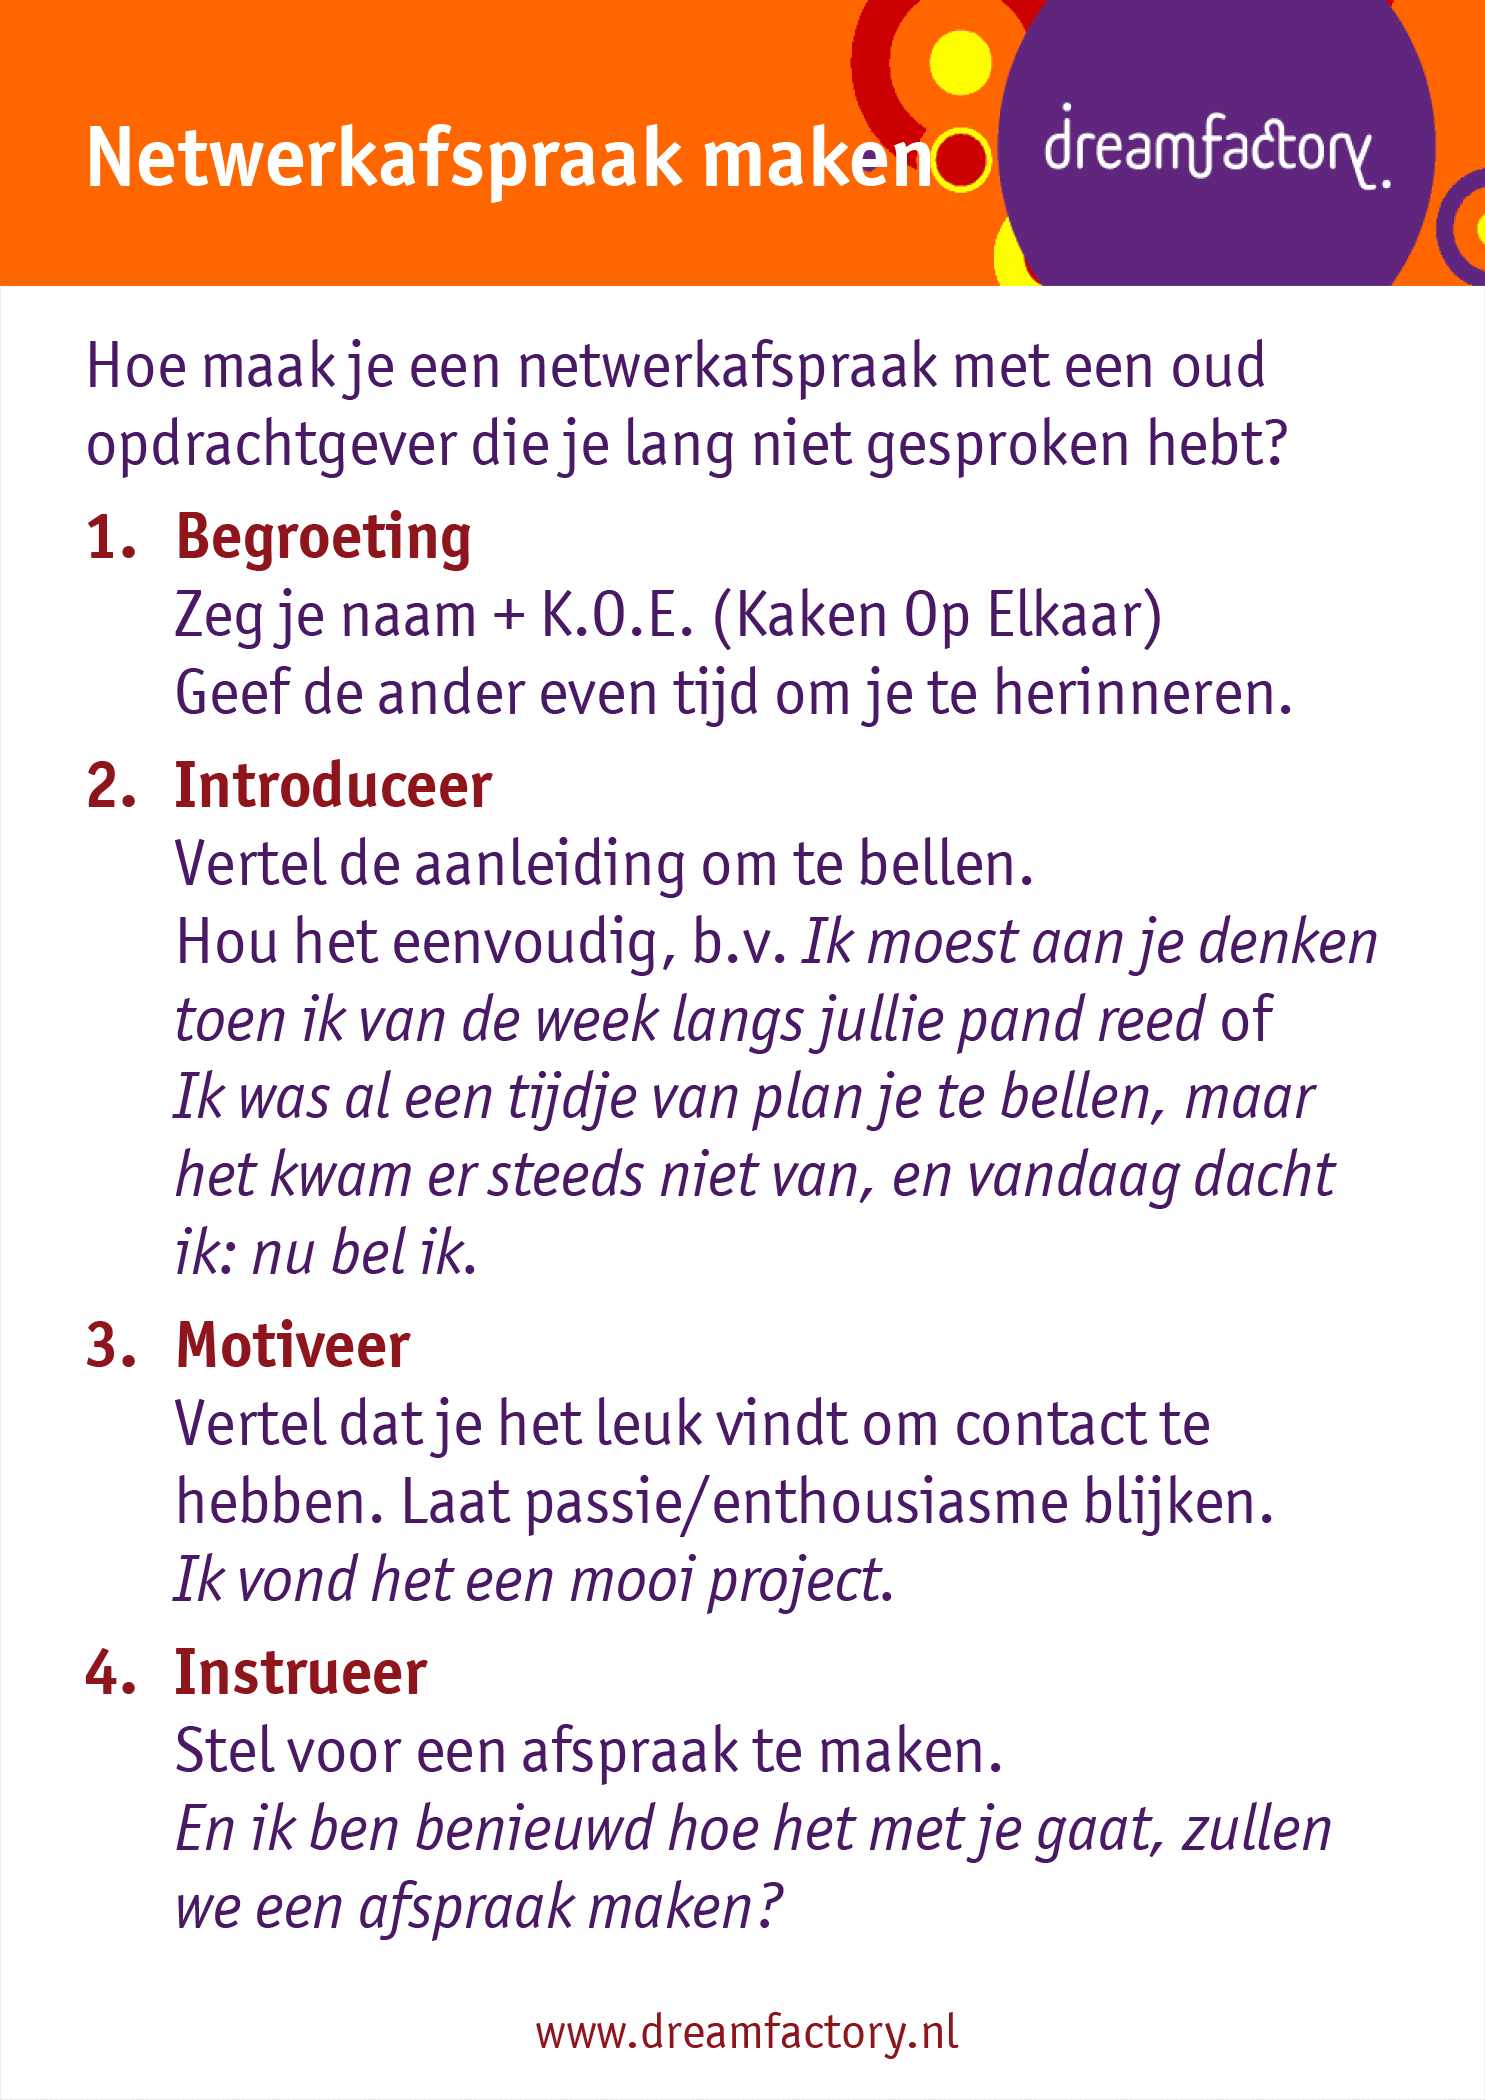 Netwerkafspraak maken
dreamfactory.
Hoe maak je een netwerkafspraak met een oud
opdrachtgever die je lang niet gesproken hebt?
1. Begroeting
Zeg je naam + K.O.E. (Kaken Op Elkaar)
Geef de ander even tijd om je te herinneren.
2. Introduceer
Vertel de aanleiding om te bellen.
Hou het eenvoudig, b.v. Ik moest aan je denken
toen ik van de week langs jullie pand reed of
Ik was al een tijdje van plan je te bellen, maar
het kwam er steeds niet van, en vandaag dacht
ik: nu bel ik.
3. Motiveer
Vertel dat je het leuk vindt om contact te
hebben. Laat passie/enthousiasme blijken.
Ik vond het een mooi project.
4. Instrueer
Stel voor een afspraak te maken.
En ik ben benieuwd hoe het met je gaat, zullen
we een afspraak maken?
www.dreamfactory.nl